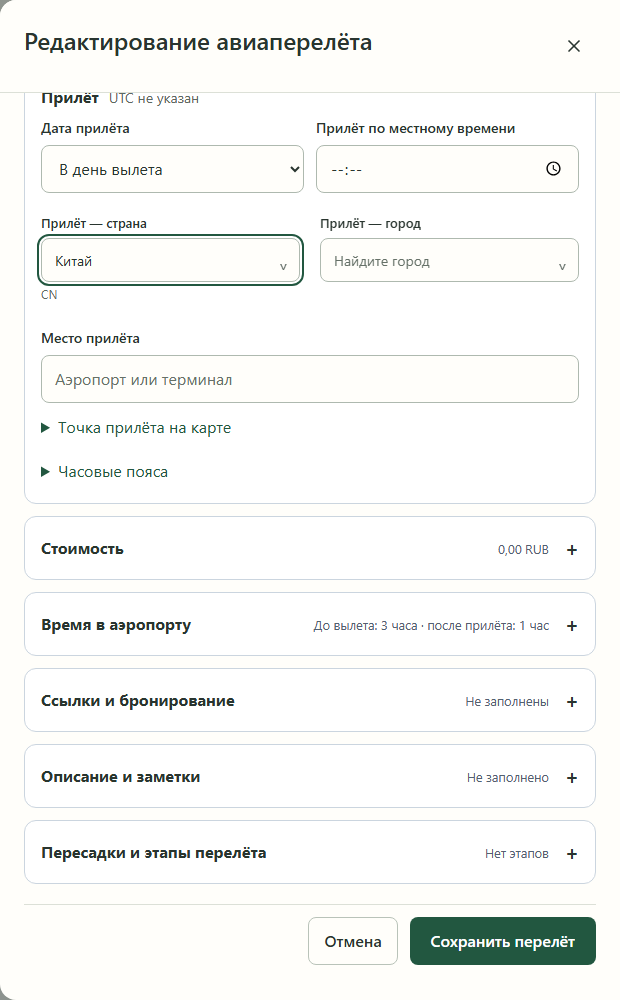 Редактирование авиаперелёта
Прилёт UTC не указан
Дата прилёта Прилёт по местному времени
В день вылета --:--
Прилёт — страна Прилёт — город
Китай Найдите город
CN
Место прилёта
Аэропорт или терминал
Точка прилёта на карте
Часовые пояса
Стоимость 0,00 RUB +
Время в аэропорту До вылета: 3 часа · после прилёта: 1 час +
Ссылки и бронирование Не заполнены +
Описание и заметки Не заполнено +
Пересадки и этапы перелёта Нет этапов +
Отмена Сохранить перелёт